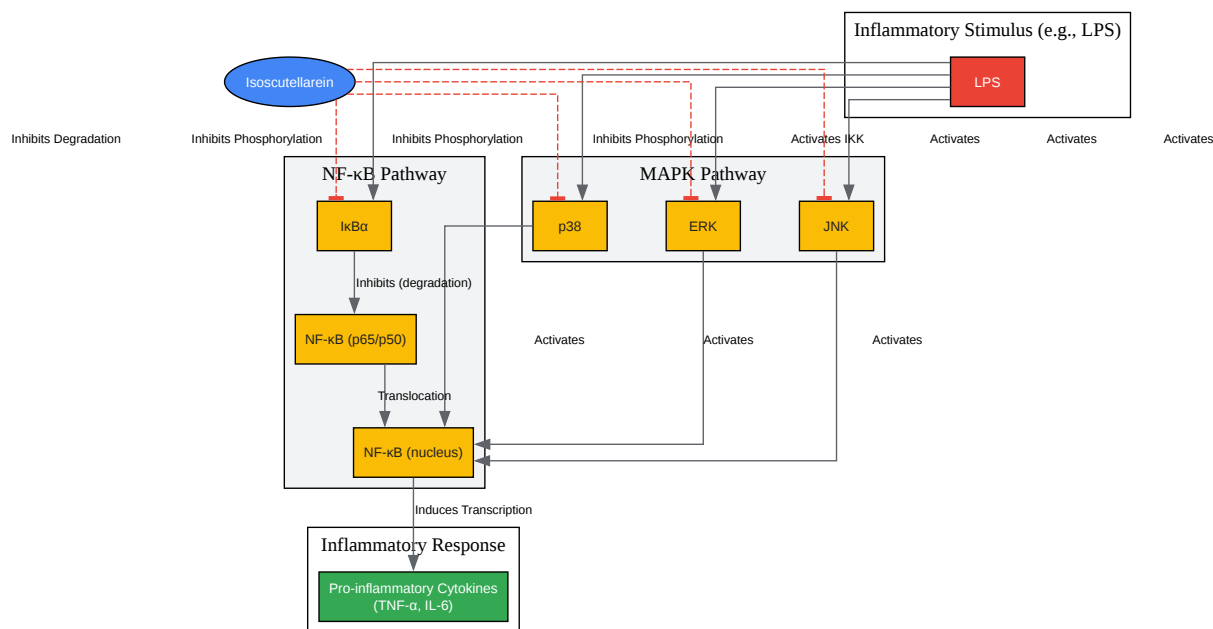 Inflammatory Stimulus (e.g., LPS)
Isoscutellarein
LPS
Inhibits Degradation
Inhibits Phosphorylation
Inhibits Phosphorylation
Inhibits Phosphorylation
Activates IKK
Activates
Activates
Activates
NF-κB Pathway
MAPK Pathway
IκBα
p38
ERK
JNK
Inhibits (degradation)
NF-κB (p65/p50)
Activates
Activates
Activates
Translocation
NF-κB (nucleus)
Induces Transcription
Inflammatory Response
Pro-inflammatory Cytokines
(TNF-α, IL-6)